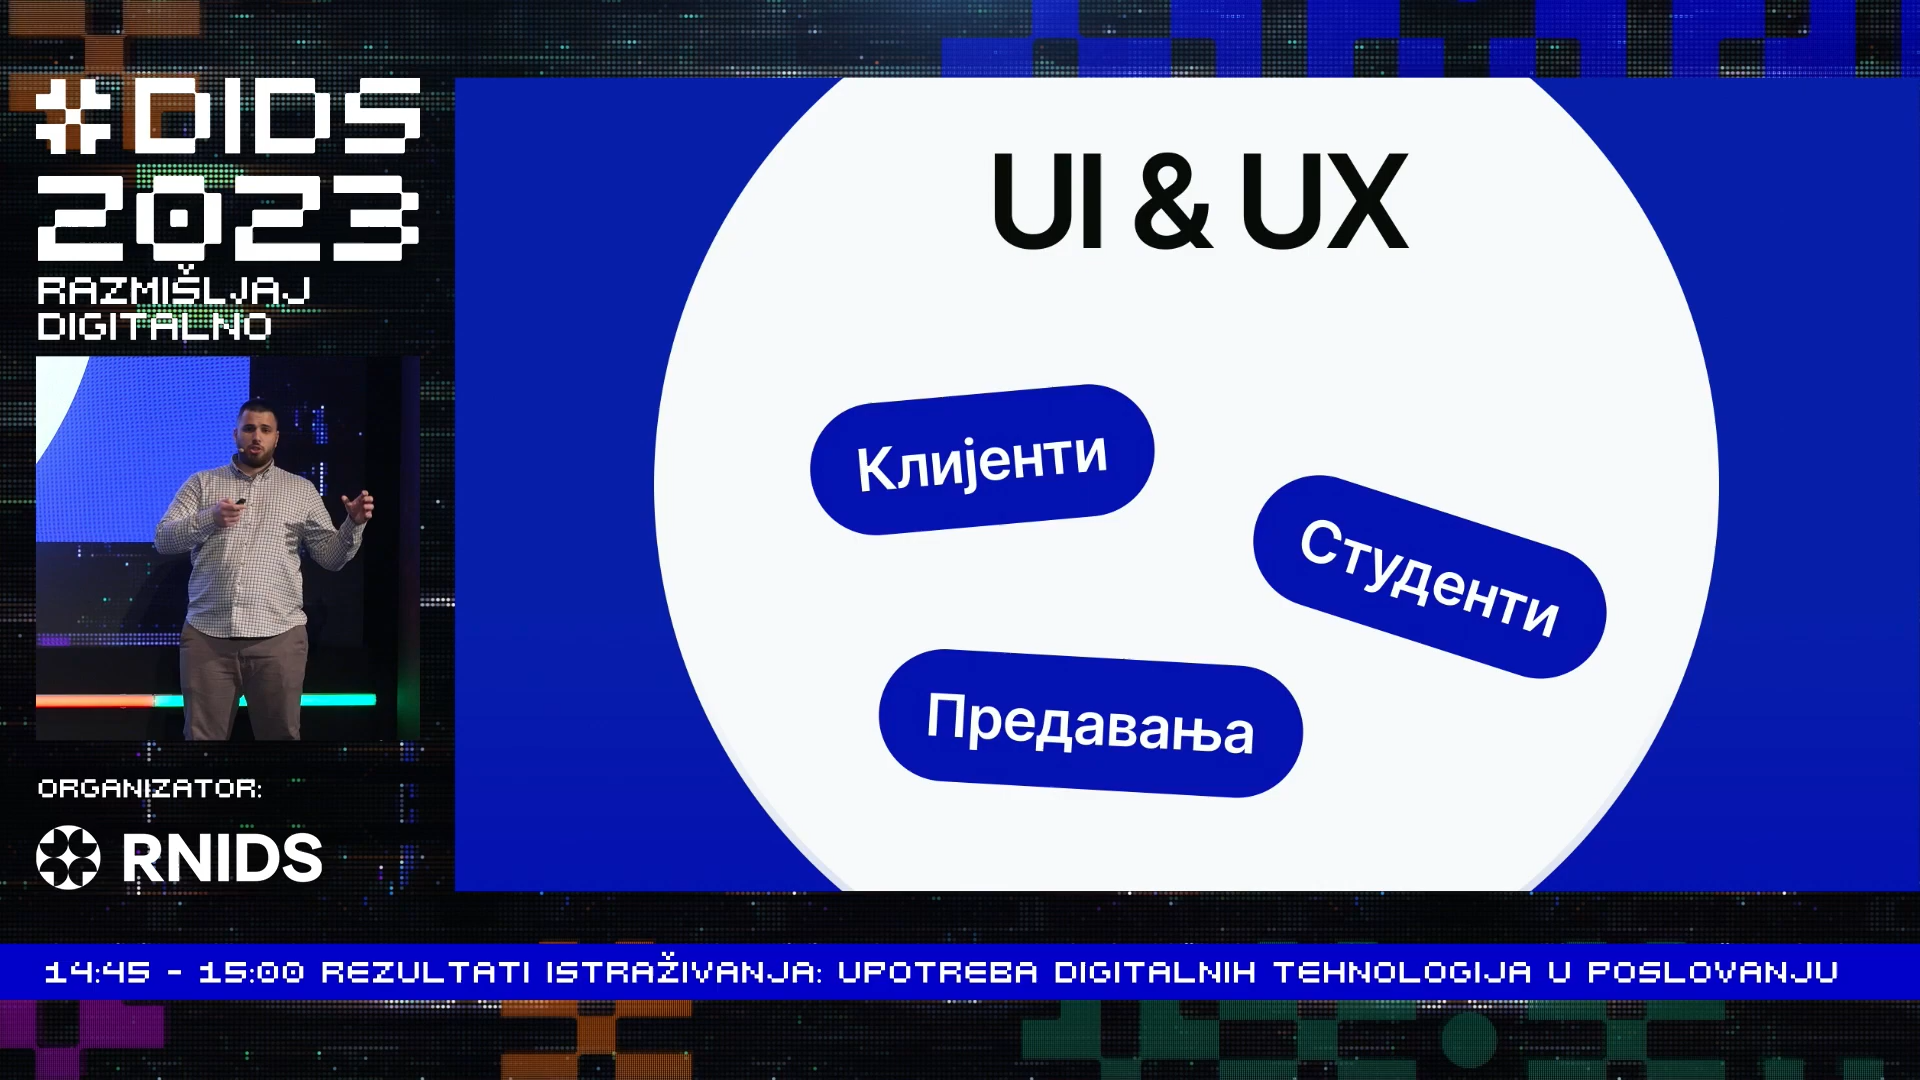 #DIDS
2023
RAZMIŠLJAJ
DIGITALNO
UI & UX
Клијенти
Студенти
Предавања
ORGANIZATOR:
RNIDS
14:45 - 15:00 REZULTATI ISTRAŽIVANJA: UPOTREBA DIGITALNIH TEHNOLOGIJA U POSLOVANJU